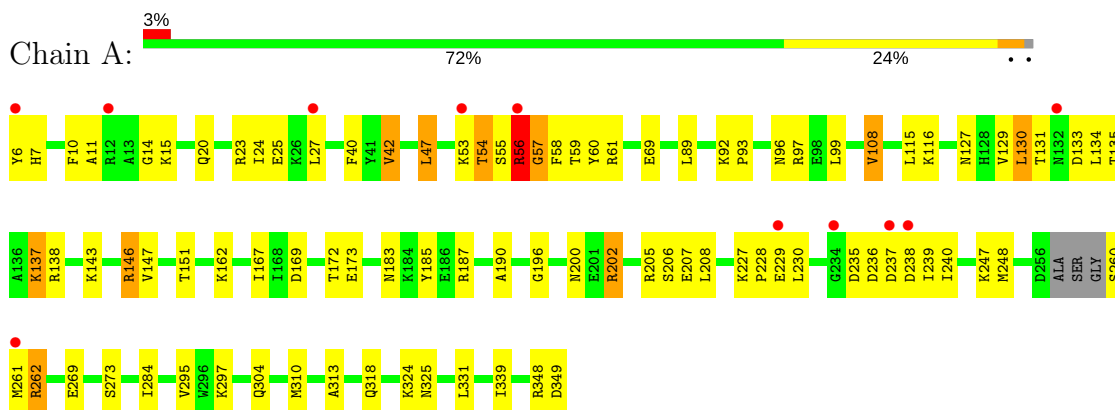 3%
Chain A:
72% 24% • •
Y6 H7 F10 A11 R12 A13 G14 K15 Q20 R23 I24 E25 K26 L27 F40 Y41 V42 L47 K53 T54 S55 R56 G57 F58 T59 Y60 R61 E69 L89 K92 P93 N96 R97 E98 L99 V108 L115 K116 N127 H128 V129 L130 T131 N132 D133 L134 T135
A136 K137 R138 K143 R146 V147 T151 K162 I167 I168 D169 T172 E173 N183 K184 Y185 E186 R187 A190 G196 N200 E201 R202 R205 S206 E207 L208 K227 P228 E229 L230 G234 D235 D236 D237 D238 I239 I240 K247 M248 D256 ALA SER GLY S260
M261 R262 E269 S273 I284 V295 W296 K297 Q304 M310 A313 Q318 K324 N325 L331 I339 R348 D349